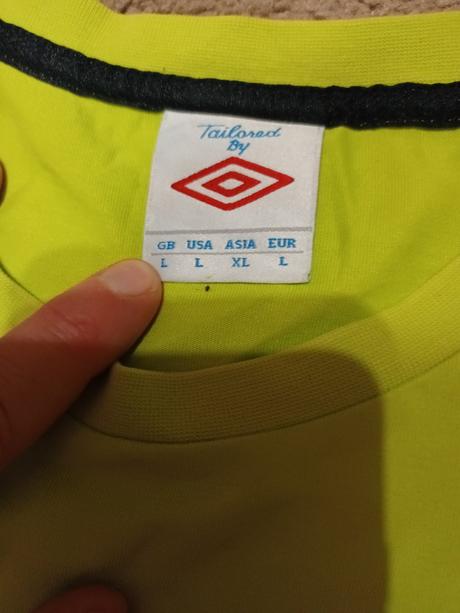 Tailored
By
GB USA ASIA EUR
L L XL L